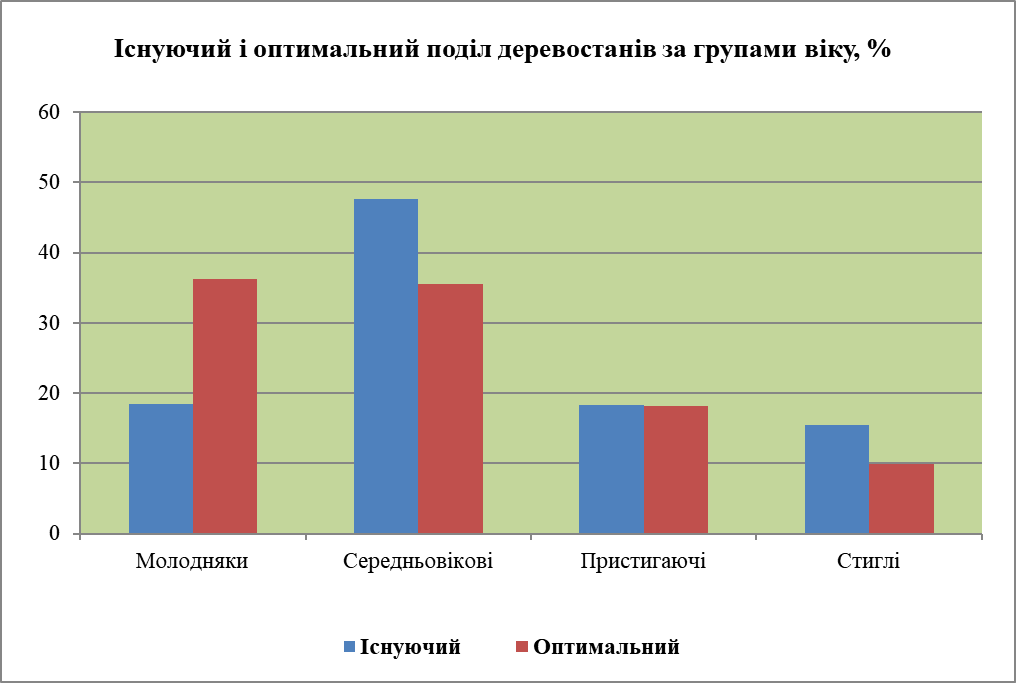 Існуючий і оптимальний поділ деревостанів за групами віку, %
60
50
40
30
20
10
0
Молодняки Середньовікові Пристигаючі Стиглі
Існуючий Оптимальний